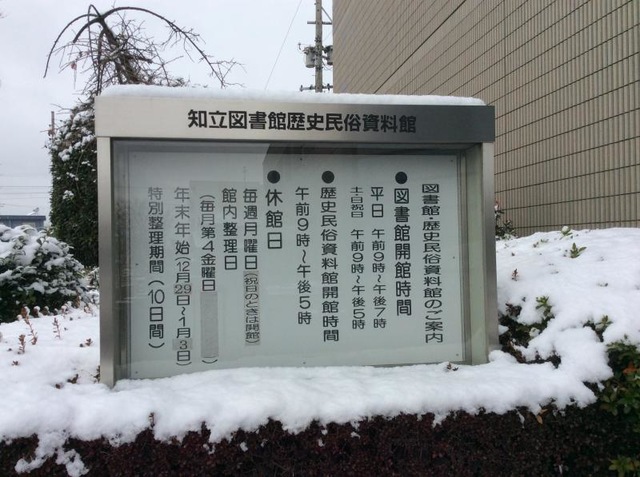 知立図書館歴史民俗資料館
図書館・歴史民俗資料館のご案内
●図書館開館時間
平日 午前9時～午後7時
土日祝日 午前9時～午後5時
●歴史民俗資料館開館時間
午前9時～午後5時
●休館日
毎週月曜日(祝日のときは開館)
館内整理日
(毎月第4金曜日)
年末年始(12月29日～1月3日)
特別整理期間(10日間)